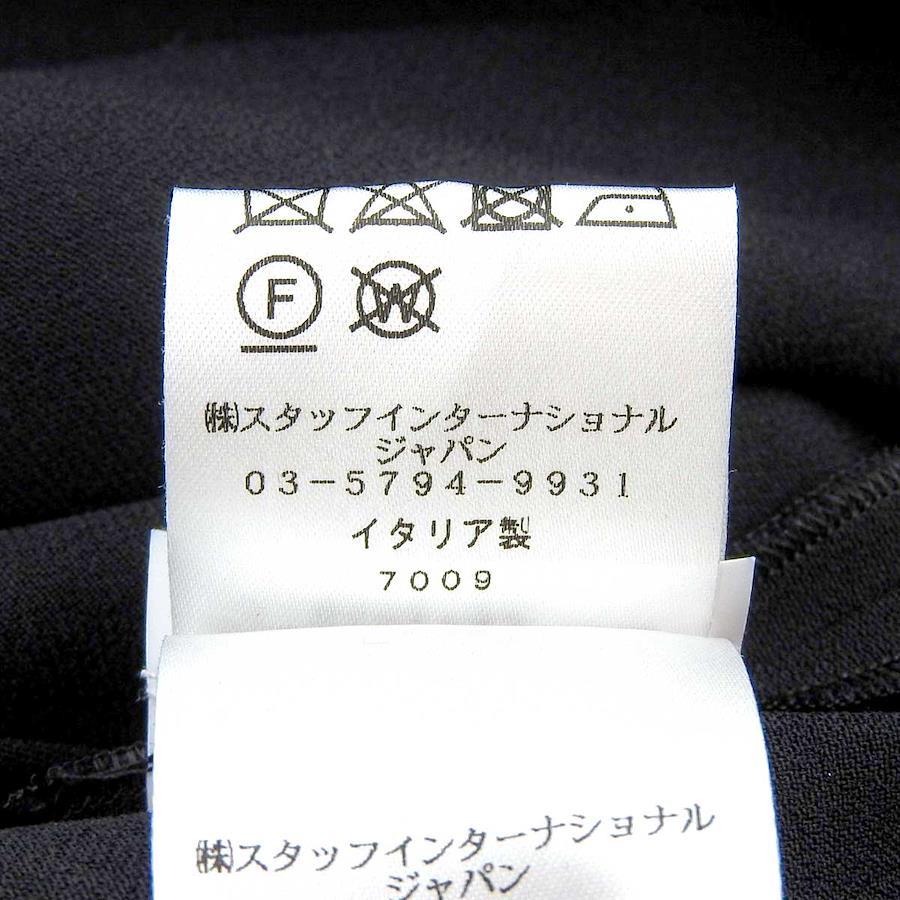 F W
㈱スタッフインターナショナル
ジャパン
03-5794-9931
イタリア製
7009
㈱スタッフインターナショナル
ジャパン